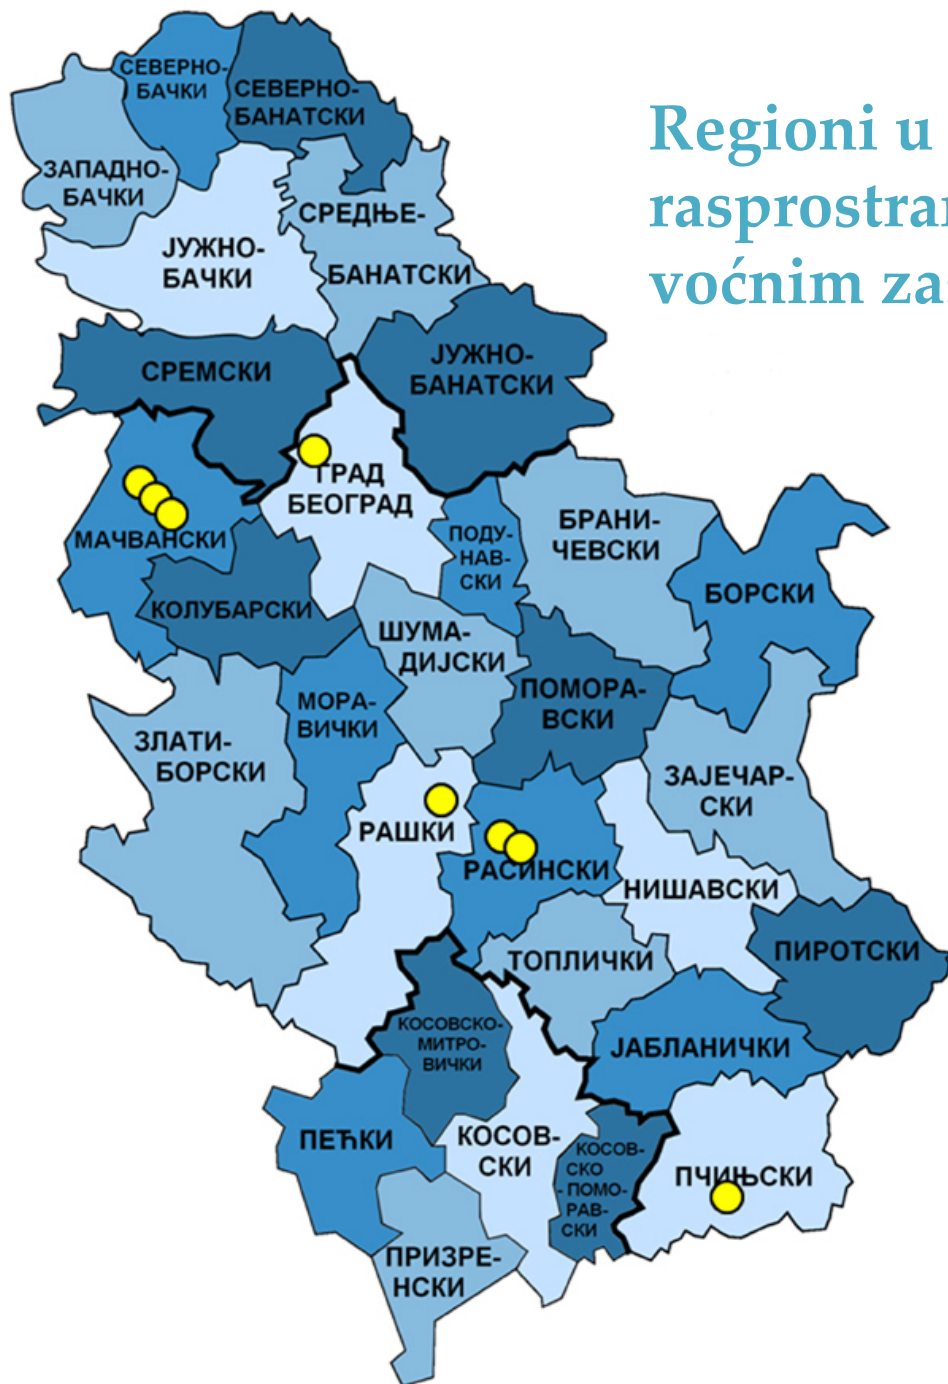 Regioni u
voćnim
СЕВЕРНО-
БАЧКИ
СЕВЕРНО-
БАНАТСКИ
ЗАПАДНО-
БАЧКИ
ЈУЖНО-
БАЧКИ
СРЕДЊЕ-
БАНАТСКИ
СРЕМСКИ
ЈУЖНО-
БАНАТСКИ
ГРАД
БЕОГРАД
МАЧВАНСКИ
ПОДУ-
НАВ-
СКИ
БРАНИ-
ЧЕВСКИ
БОРСКИ
КОЛУБАРСКИ
ШУМА-
ДИЈСКИ
ПОМОРА-
ВСКИ
МОРА-
ВИЧКИ
ЗЛАТИ-
БОРСКИ
ЗАЈЕЧАР-
СКИ
РАШКИ
РАСИНСКИ
НИШАВСКИ
ТОПЛИЧКИ
ПИРОТСКИ
КОСОВСКО-
МИТРО-
ВИЧКИ
ЈАБЛАНИЧКИ
ПЕЋКИ
КОСОВ-
СКИ
КОСОВ-
СКО
- ПОМО-
РАВ-
СКИ
ПЧИЊСКИ
ПРИЗРЕ-
НСКИ